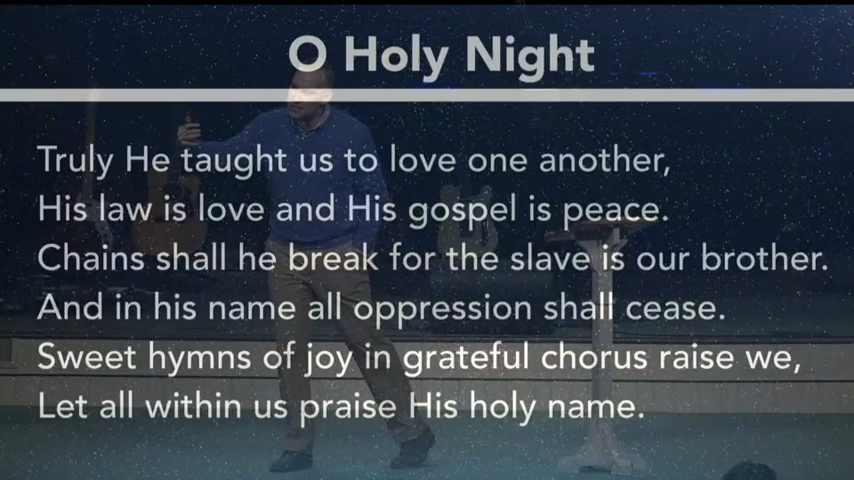 O Holy Night
Truly He taught us to love one another,
His law is love and His gospel is peace.
Chains shall he break for the slave is our brother.
And in his name all oppression shall cease.
Sweet hymns of joy in grateful chorus raise we,
Let all within us praise His holy name.